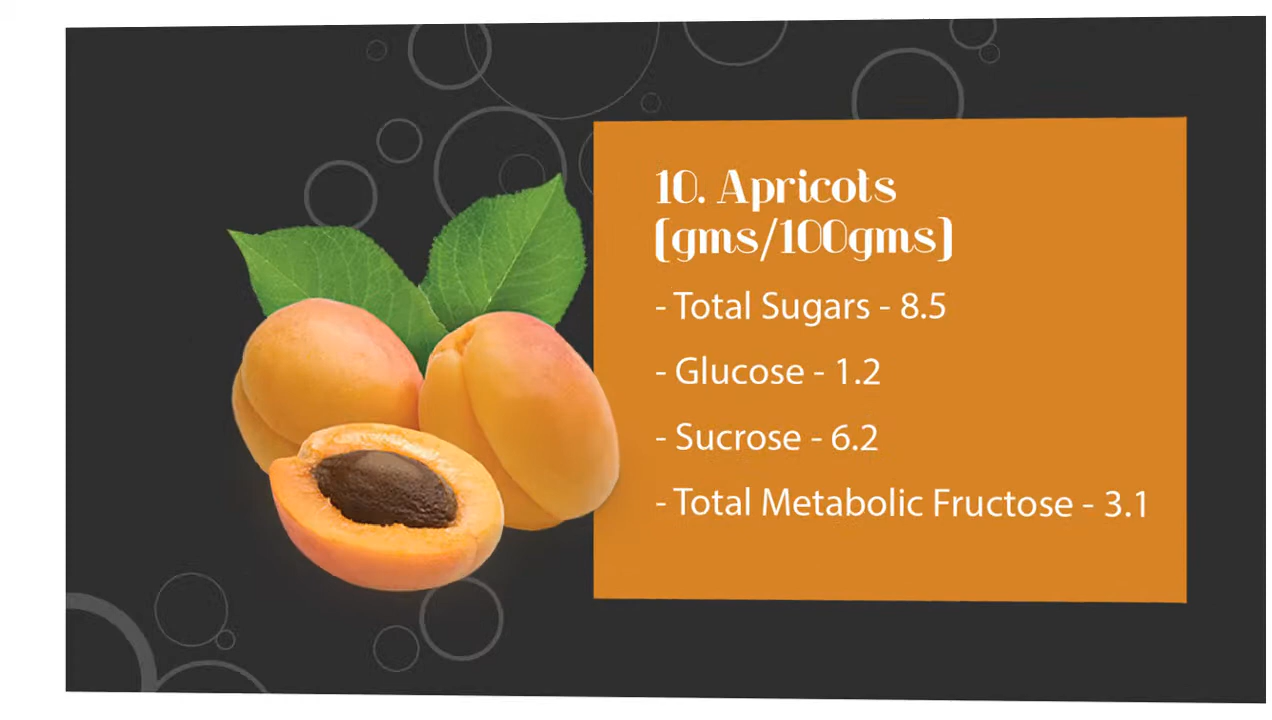 10. Apricots
(gms/100gms)
- Total Sugars - 8.5
- Glucose - 1.2
- Sucrose - 6.2
- Total Metabolic Fructose - 3.1